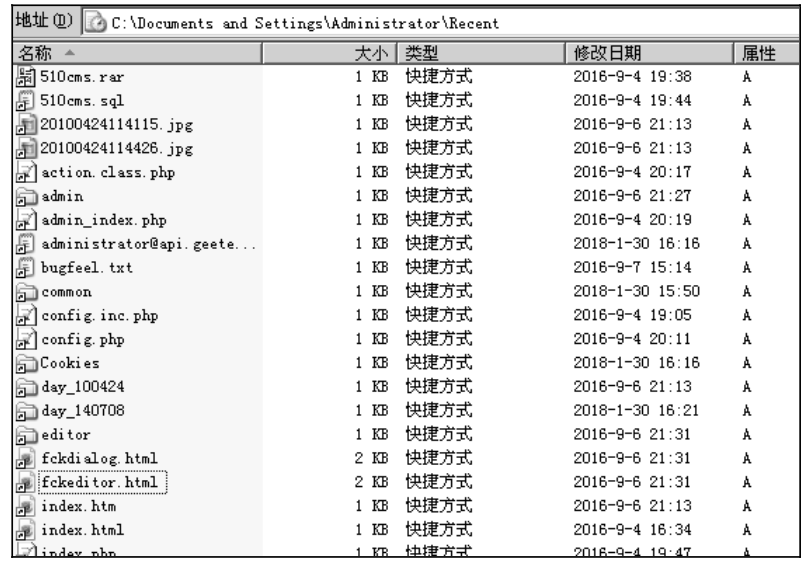 地址(D) C:\Documents and Settings\Administrator\Recent
名称 大小 类型 修改日期 属性
510cms.rar 1 KB 快捷方式 2016-9-4 19:38 A
510cms.sql 1 KB 快捷方式 2016-9-4 19:44 A
20100424114115.jpg 1 KB 快捷方式 2016-9-6 21:13 A
20100424114426.jpg 1 KB 快捷方式 2016-9-6 21:13 A
action.class.php 1 KB 快捷方式 2016-9-4 20:17 A
admin 1 KB 快捷方式 2016-9-6 21:27 A
admin_index.php 1 KB 快捷方式 2016-9-4 20:19 A
administrator@api.geete... 1 KB 快捷方式 2018-1-30 16:16 A
bugfeel.txt 1 KB 快捷方式 2016-9-7 15:14 A
common 1 KB 快捷方式 2018-1-30 15:50 A
config.inc.php 1 KB 快捷方式 2016-9-4 19:05 A
config.php 1 KB 快捷方式 2016-9-4 20:11 A
Cookies 1 KB 快捷方式 2018-1-30 16:16 A
day_100424 1 KB 快捷方式 2016-9-6 21:13 A
day_140708 1 KB 快捷方式 2018-1-30 16:21 A
editor 1 KB 快捷方式 2016-9-6 21:31 A
fckdialog.html 2 KB 快捷方式 2016-9-6 21:31 A
fckeditor.html 2 KB 快捷方式 2016-9-6 21:31 A
index.htm 1 KB 快捷方式 2016-9-6 21:13 A
index.html 1 KB 快捷方式 2016-9-4 16:34 A
index.php 1 KB 快捷方式 2016-9-4 19:47 A